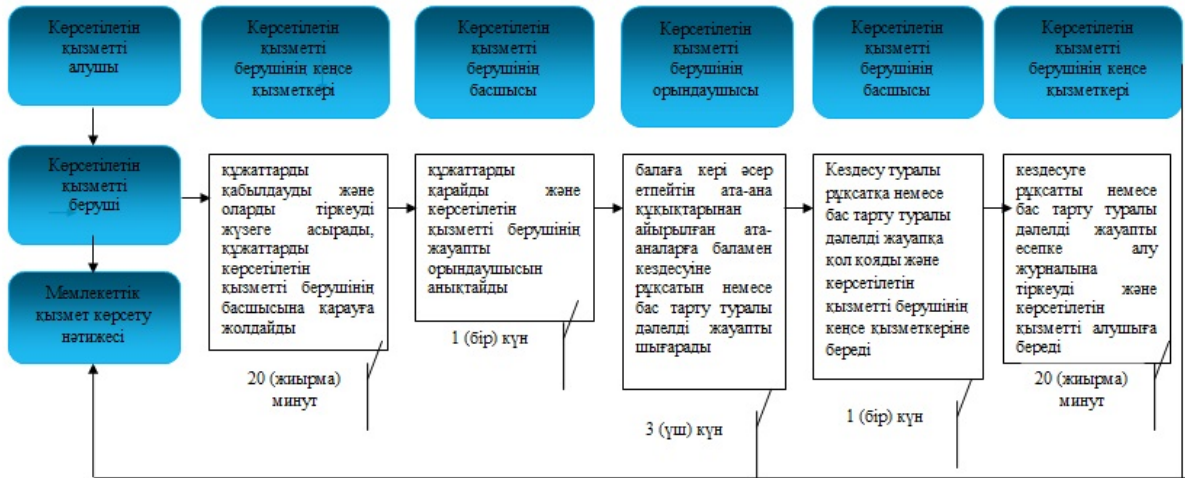 Көрсетілетін
қызметті
алушы
Көрсетілетін
қызметті
берушінің кеңсе
қызметкері
Көрсетілетін
қызметті
берушінің
басшысы
Көрсетілетін
қызметті
берушінің
орындаушысы
Көрсетілетін
қызметті
берушінің
басшысы
Көрсетілетін
қызметті
берушінің кеңсе
қызметкері
Көрсетілетін
қызметті
беруші
құжаттарды
қабылдауды және
оларды тіркеуді
жүзеге асырады,
құжаттарды
көрсетілетін
қызметті берушінің
басшысына қарауға
жолдайды
құжаттарды
қарайды және
көрсетілетін
қызметті берушінің
жауапты
орындаушысын
анықтайды
балаға кері әсер
етпейтін ата-ана
құқықтарынан
айырылған ата-
аналарға баламен
кездесуіне
рұқсатын немесе
бас тарту туралы
дәлелді жауапты
шығарады
Кездесу туралы
рұқсатқа немесе
бас тарту туралы
дәлелді жауапқа
қол қояды және
көрсетілетін
қызметті берушінің
кеңсе қызметкеріне
береді
кездесуге
рұқсатты немесе
бас тарту туралы
дәлелді жауапты
есепке алу
журналына
тіркеуді және
көрсетілетін
қызметті алушыға
береді
Мемлекеттік
қызмет көрсету
нәтижесі
20 (жиырма)
минут
1 (бір) күн
3 (үш) күн
1 (бір) күн
20 (жиырма)
минут